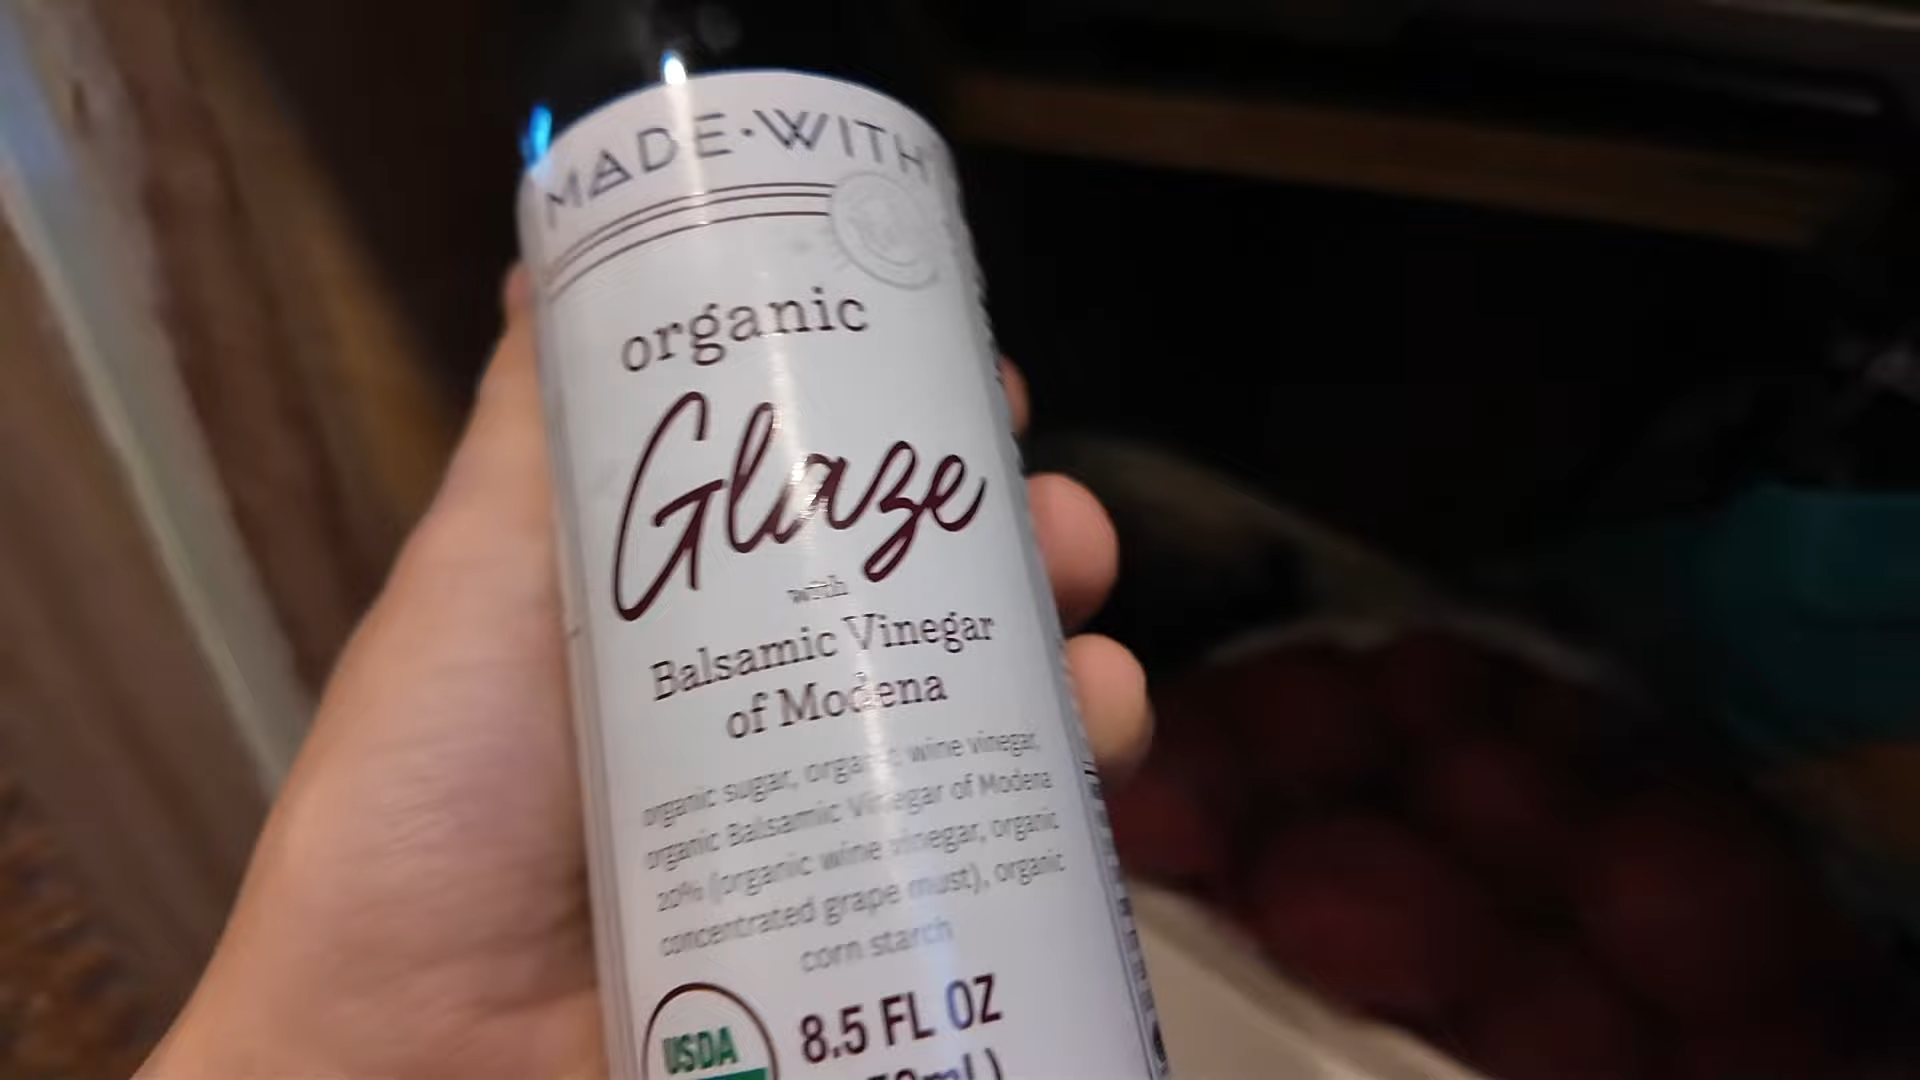 MADE•WITH
organic
Glaze
with
Balsamic Vinegar
of Modena
organic sugar, organic wine vinegar,
organic Balsamic Vinegar of Modena
20% (organic wine vinegar, organic
concentrated grape must), organic
corn starch
USDA
8.5 FL OZ